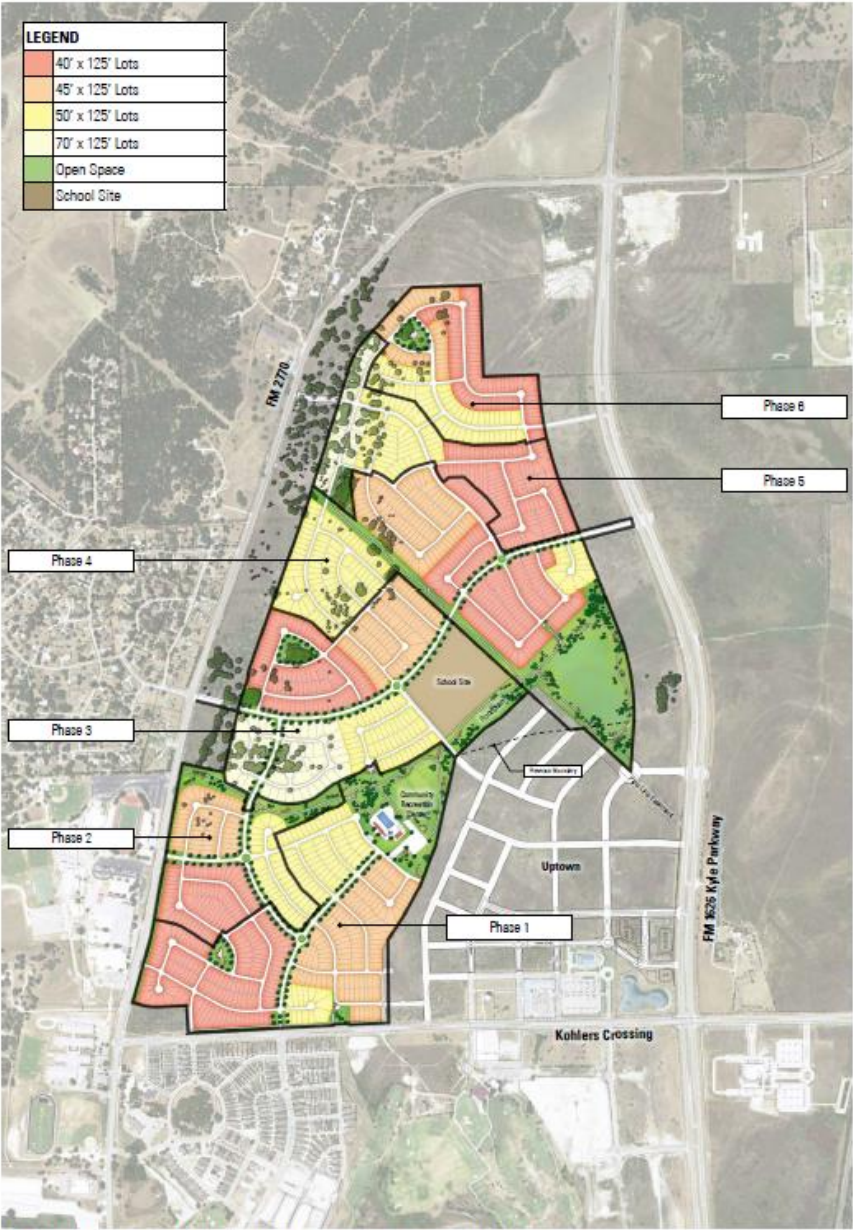 LEGEND
40' x 125' Lots
45' x 125' Lots
50' x 125' Lots
70' x 125' Lots
Open Space
School Site
FM 2770
Phase 6
Phase 5
Phase 4
School Site
Phase 3
Community
Recreation
Phase 2
Uptown
FM 1626 Kyle Parkway
Phase 1
Kohlers Crossing